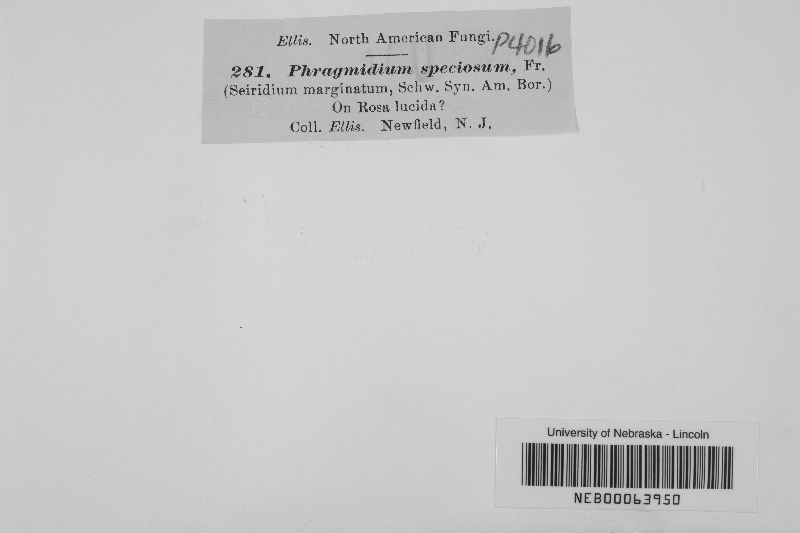 Ellis. North American Fungi. P4016
281. Phragmidium speciosum, Fr.
(Seiridium marginatum, Schw. Syn. Am. Bor.)
On Rosa lucida?
Coll. Ellis. Newfield, N. J.
University of Nebraska - Lincoln
NEB00063950